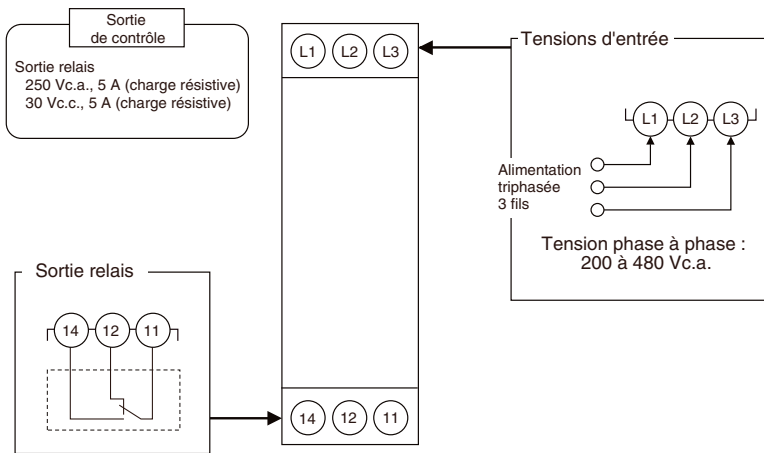 Sortie
de contrôle
Sortie relais
250 Vc.a., 5 A (charge résistive)
30 Vc.c., 5 A (charge résistive)
L1 L2 L3
Tensions d'entrée
L1 L2 L3
Alimentation
triphasée
3 fils
Tension phase à phase :
200 à 480 Vc.a.
Sortie relais
14 12 11
14 12 11